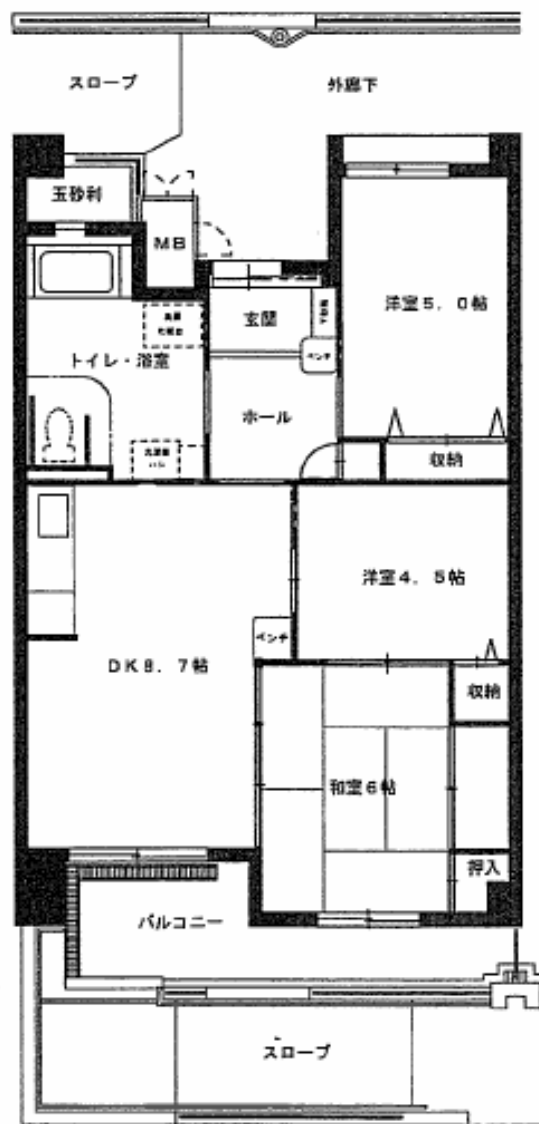 スロープ
外廊下
玉砂利
MB
玄関
洋室5.0帖
ベンチ
トイレ・浴室
ホール
収納
洋室4.5帖
ベンチ
DK8.7帖
収納
和室6帖
押入
バルコニー
スロープ